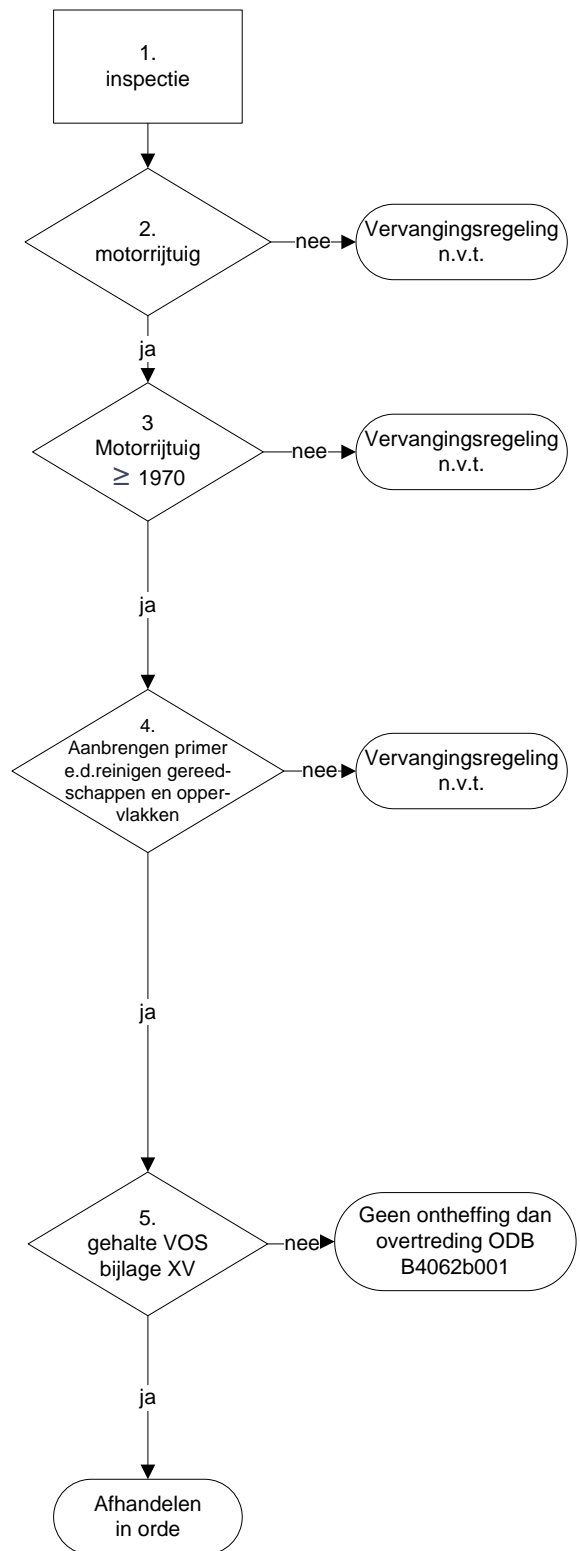 1.
inspectie
2.
motorrijtuig
nee
Vervangingsregeling
n.v.t.
ja
3
Motorrijtuig
≥ 1970
nee
Vervangingsregeling
n.v.t.
ja
4.
Aanbrengen primer
e.d.reinigen gereed-
schappen en opper-
vlakken
nee
Vervangingsregeling
n.v.t.
ja
5.
gehalte VOS
bijlage XV
nee
Geen ontheffing dan
overtreding ODB
B4062b001
ja
Afhandelen
in orde